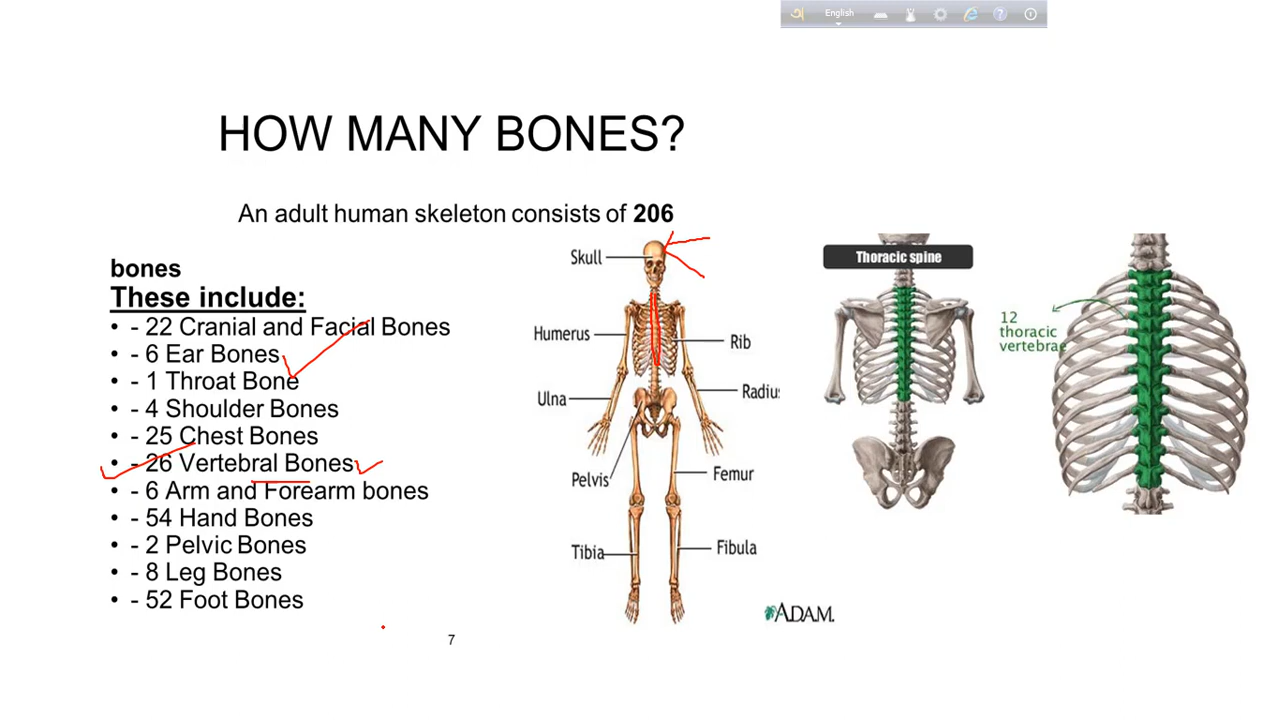 অ English
HOW MANY BONES?
An adult human skeleton consists of 206
bones
These include:
• - 22 Cranial and Facial Bones
• - 6 Ear Bones
• - 1 Throat Bone
• - 4 Shoulder Bones
• - 25 Chest Bones
• - 26 Vertebral Bones
• - 6 Arm and Forearm bones
• - 54 Hand Bones
• - 2 Pelvic Bones
• - 8 Leg Bones
• - 52 Foot Bones
Skull
Humerus
Rib
Ulna
Radius
Pelvis
Femur
Tibia
Fibula
A.D.A.M.
Thoracic spine
12
thoracic
vertebrae
7